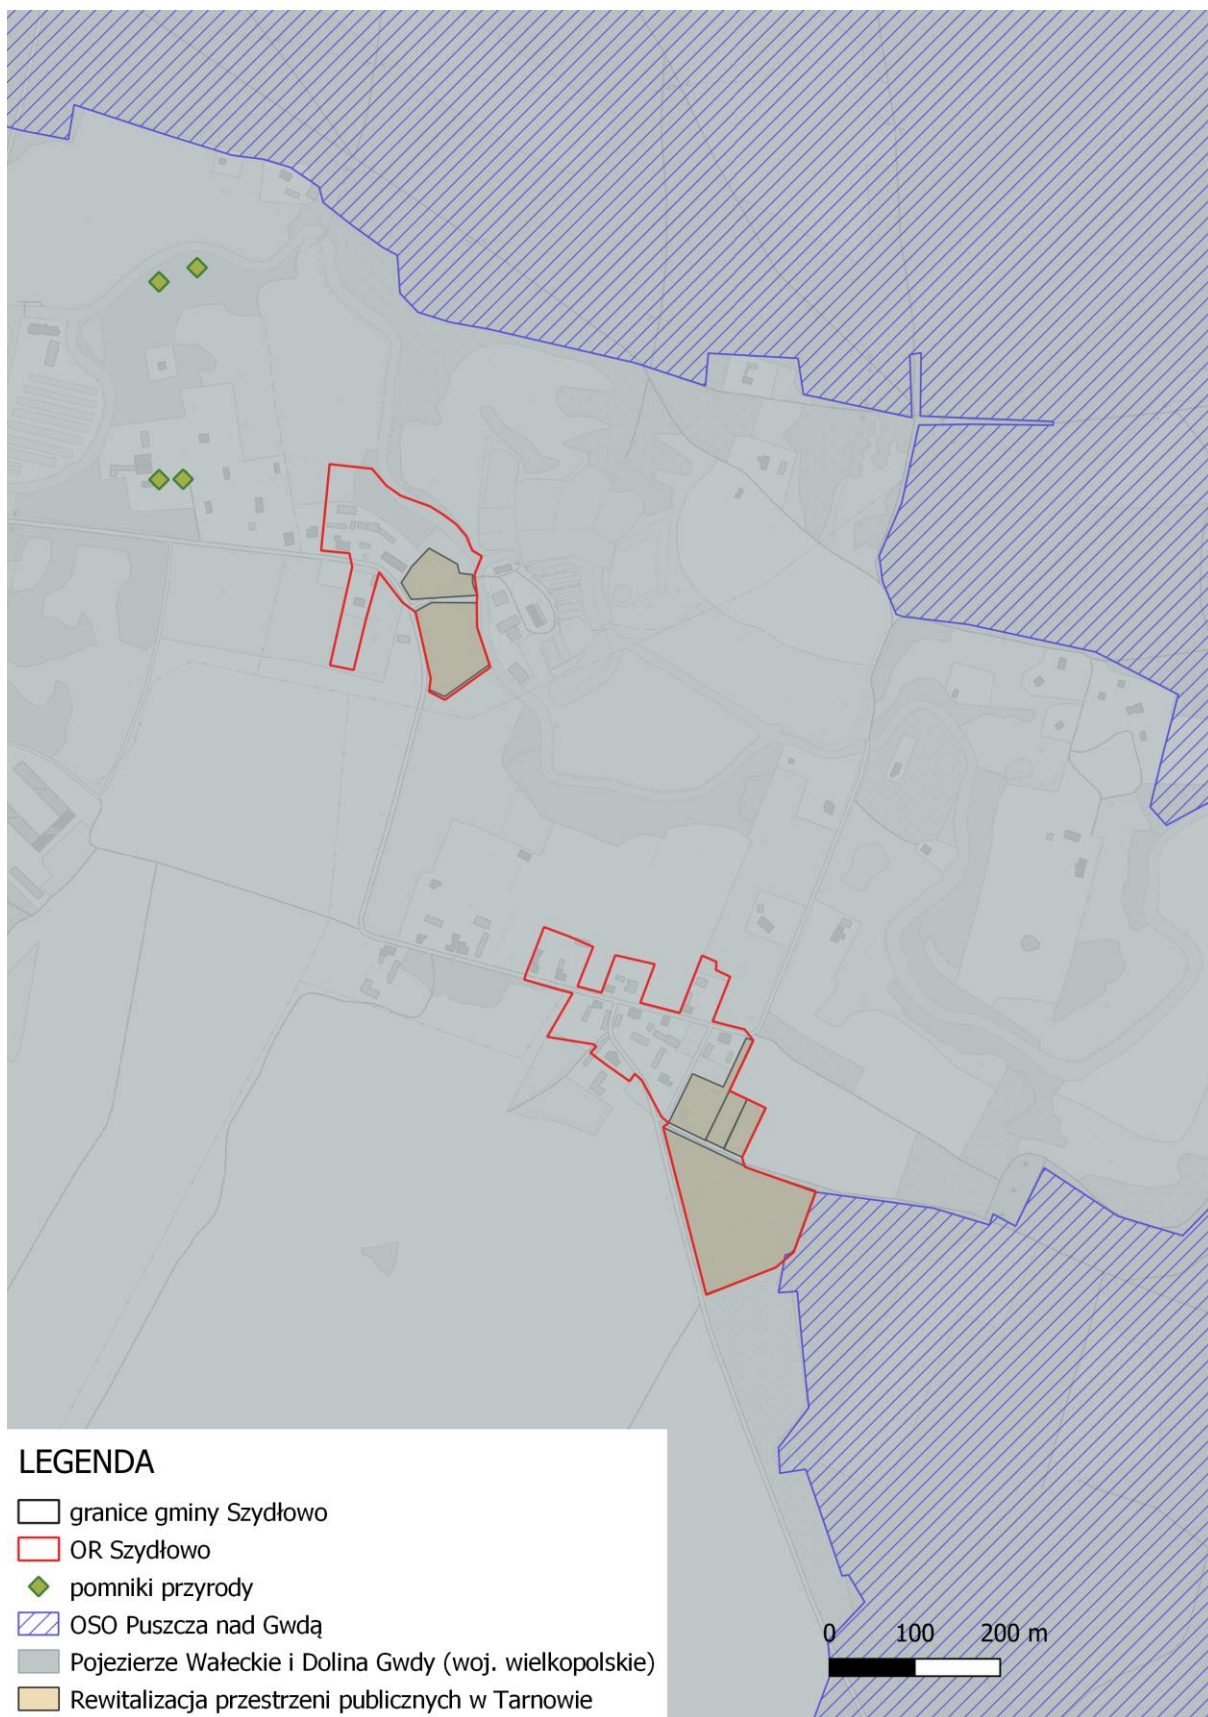 LEGENDA
granice gminy Szydłowo
OR Szydłowo
pomniki przyrody
OSO Puszcza nad Gwdą
Pojezierze Wałeckie i Dolina Gwdy (woj. wielkopolskie)
Rewitalizacja przestrzeni publicznych w Tarnowie
0 100 200 m